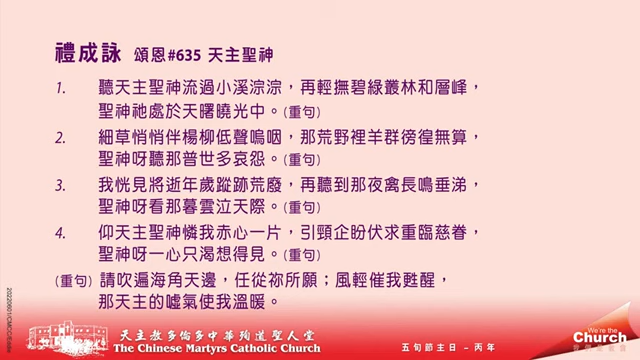 禮成詠 頌恩#635 天主聖神
1. 聽天主聖神流過小溪淙淙，再輕撫碧綠叢林和層峰，
聖神祂處於天曙曉光中。(重句)
2. 細草悄悄伴楊柳低聲嗚咽，那荒野裡羊群徬徨無算，
聖神呀聽那普世多哀怨。(重句)
3. 我恍見將逝年歲蹤跡荒廢，再聽到那夜禽長鳴垂涕，
聖神呀看那暮雲泣天際。(重句)
4. 仰天主聖神憐我赤心一片，引頸企盼伏求重臨慈眷，
聖神呀一心只渴想得見。(重句)
(重句) 請吹遍海角天邊，任從祢所願；風輕催我甦醒，
那天主的噓氣使我溫暖。
天主教多倫多中華殉道聖人堂
The Chinese Martyrs Catholic Church
五旬節主日 - 丙年
We're the
Church